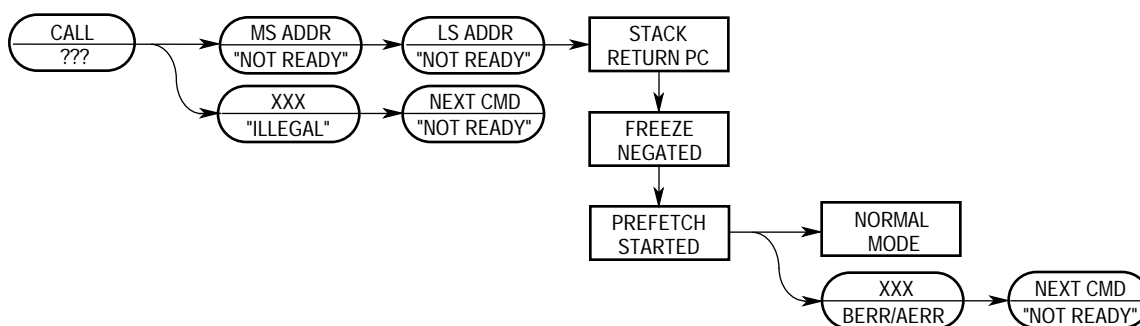 CALL
???
MS ADDR
"NOT READY"
LS ADDR
"NOT READY"
STACK
RETURN PC
XXX
"ILLEGAL"
NEXT CMD
"NOT READY"
FREEZE
NEGATED
PREFETCH
STARTED
NORMAL
MODE
XXX
BERR/AERR
NEXT CMD
"NOT READY"